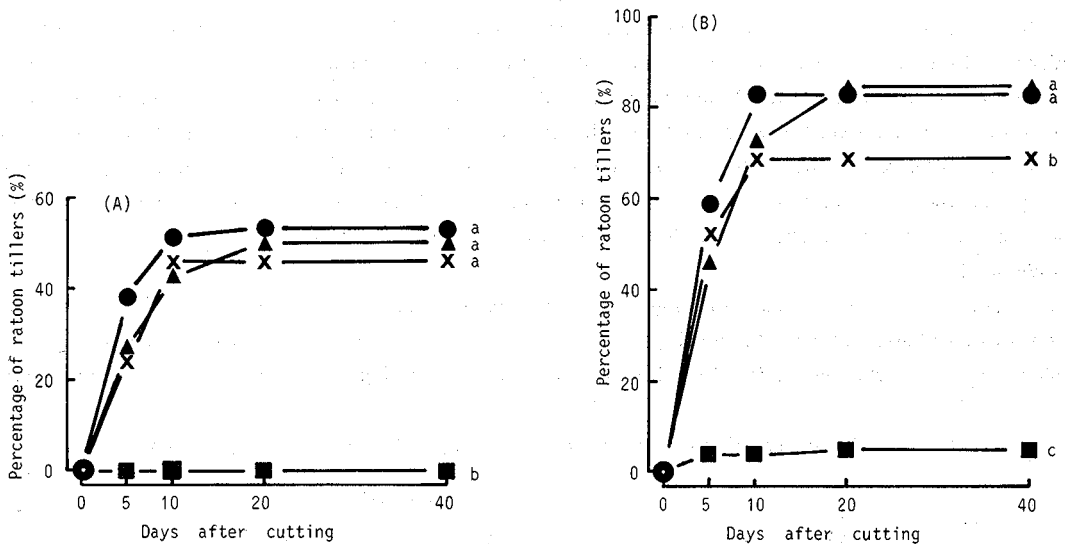 (A)
Percentage of ratoon tillers (%)
60
40
20
0
a
a
a
b
0 5 10 20 40
Days after cutting
(B)
Percentage of ratoon tillers (%)
100
80
60
40
20
0
a
a
b
c
0 5 10 20 40
Days after cutting